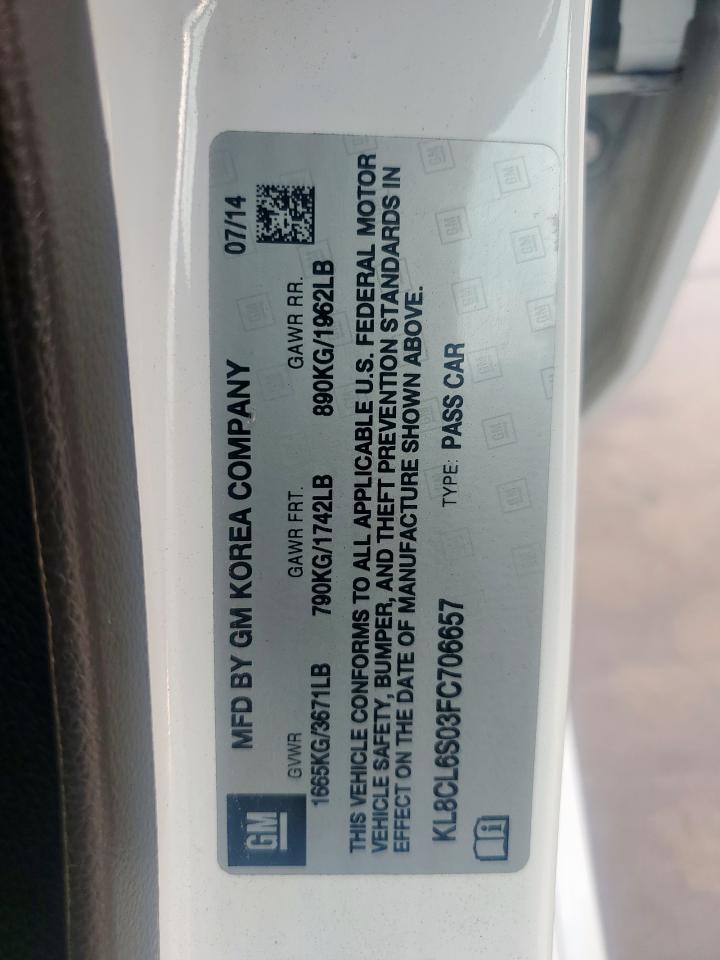 GM
MFD BY GM KOREA COMPANY 07/14
GVWR GAWR FRT. GAWR RR.
1665KG/3671LB 790KG/1742LB 890KG/1962LB
THIS VEHICLE CONFORMS TO ALL APPLICABLE U.S. FEDERAL MOTOR
VEHICLE SAFETY, BUMPER, AND THEFT PREVENTION STANDARDS IN
EFFECT ON THE DATE OF MANUFACTURE SHOWN ABOVE.
KL8CL6S03FC706657 TYPE: PASS CAR